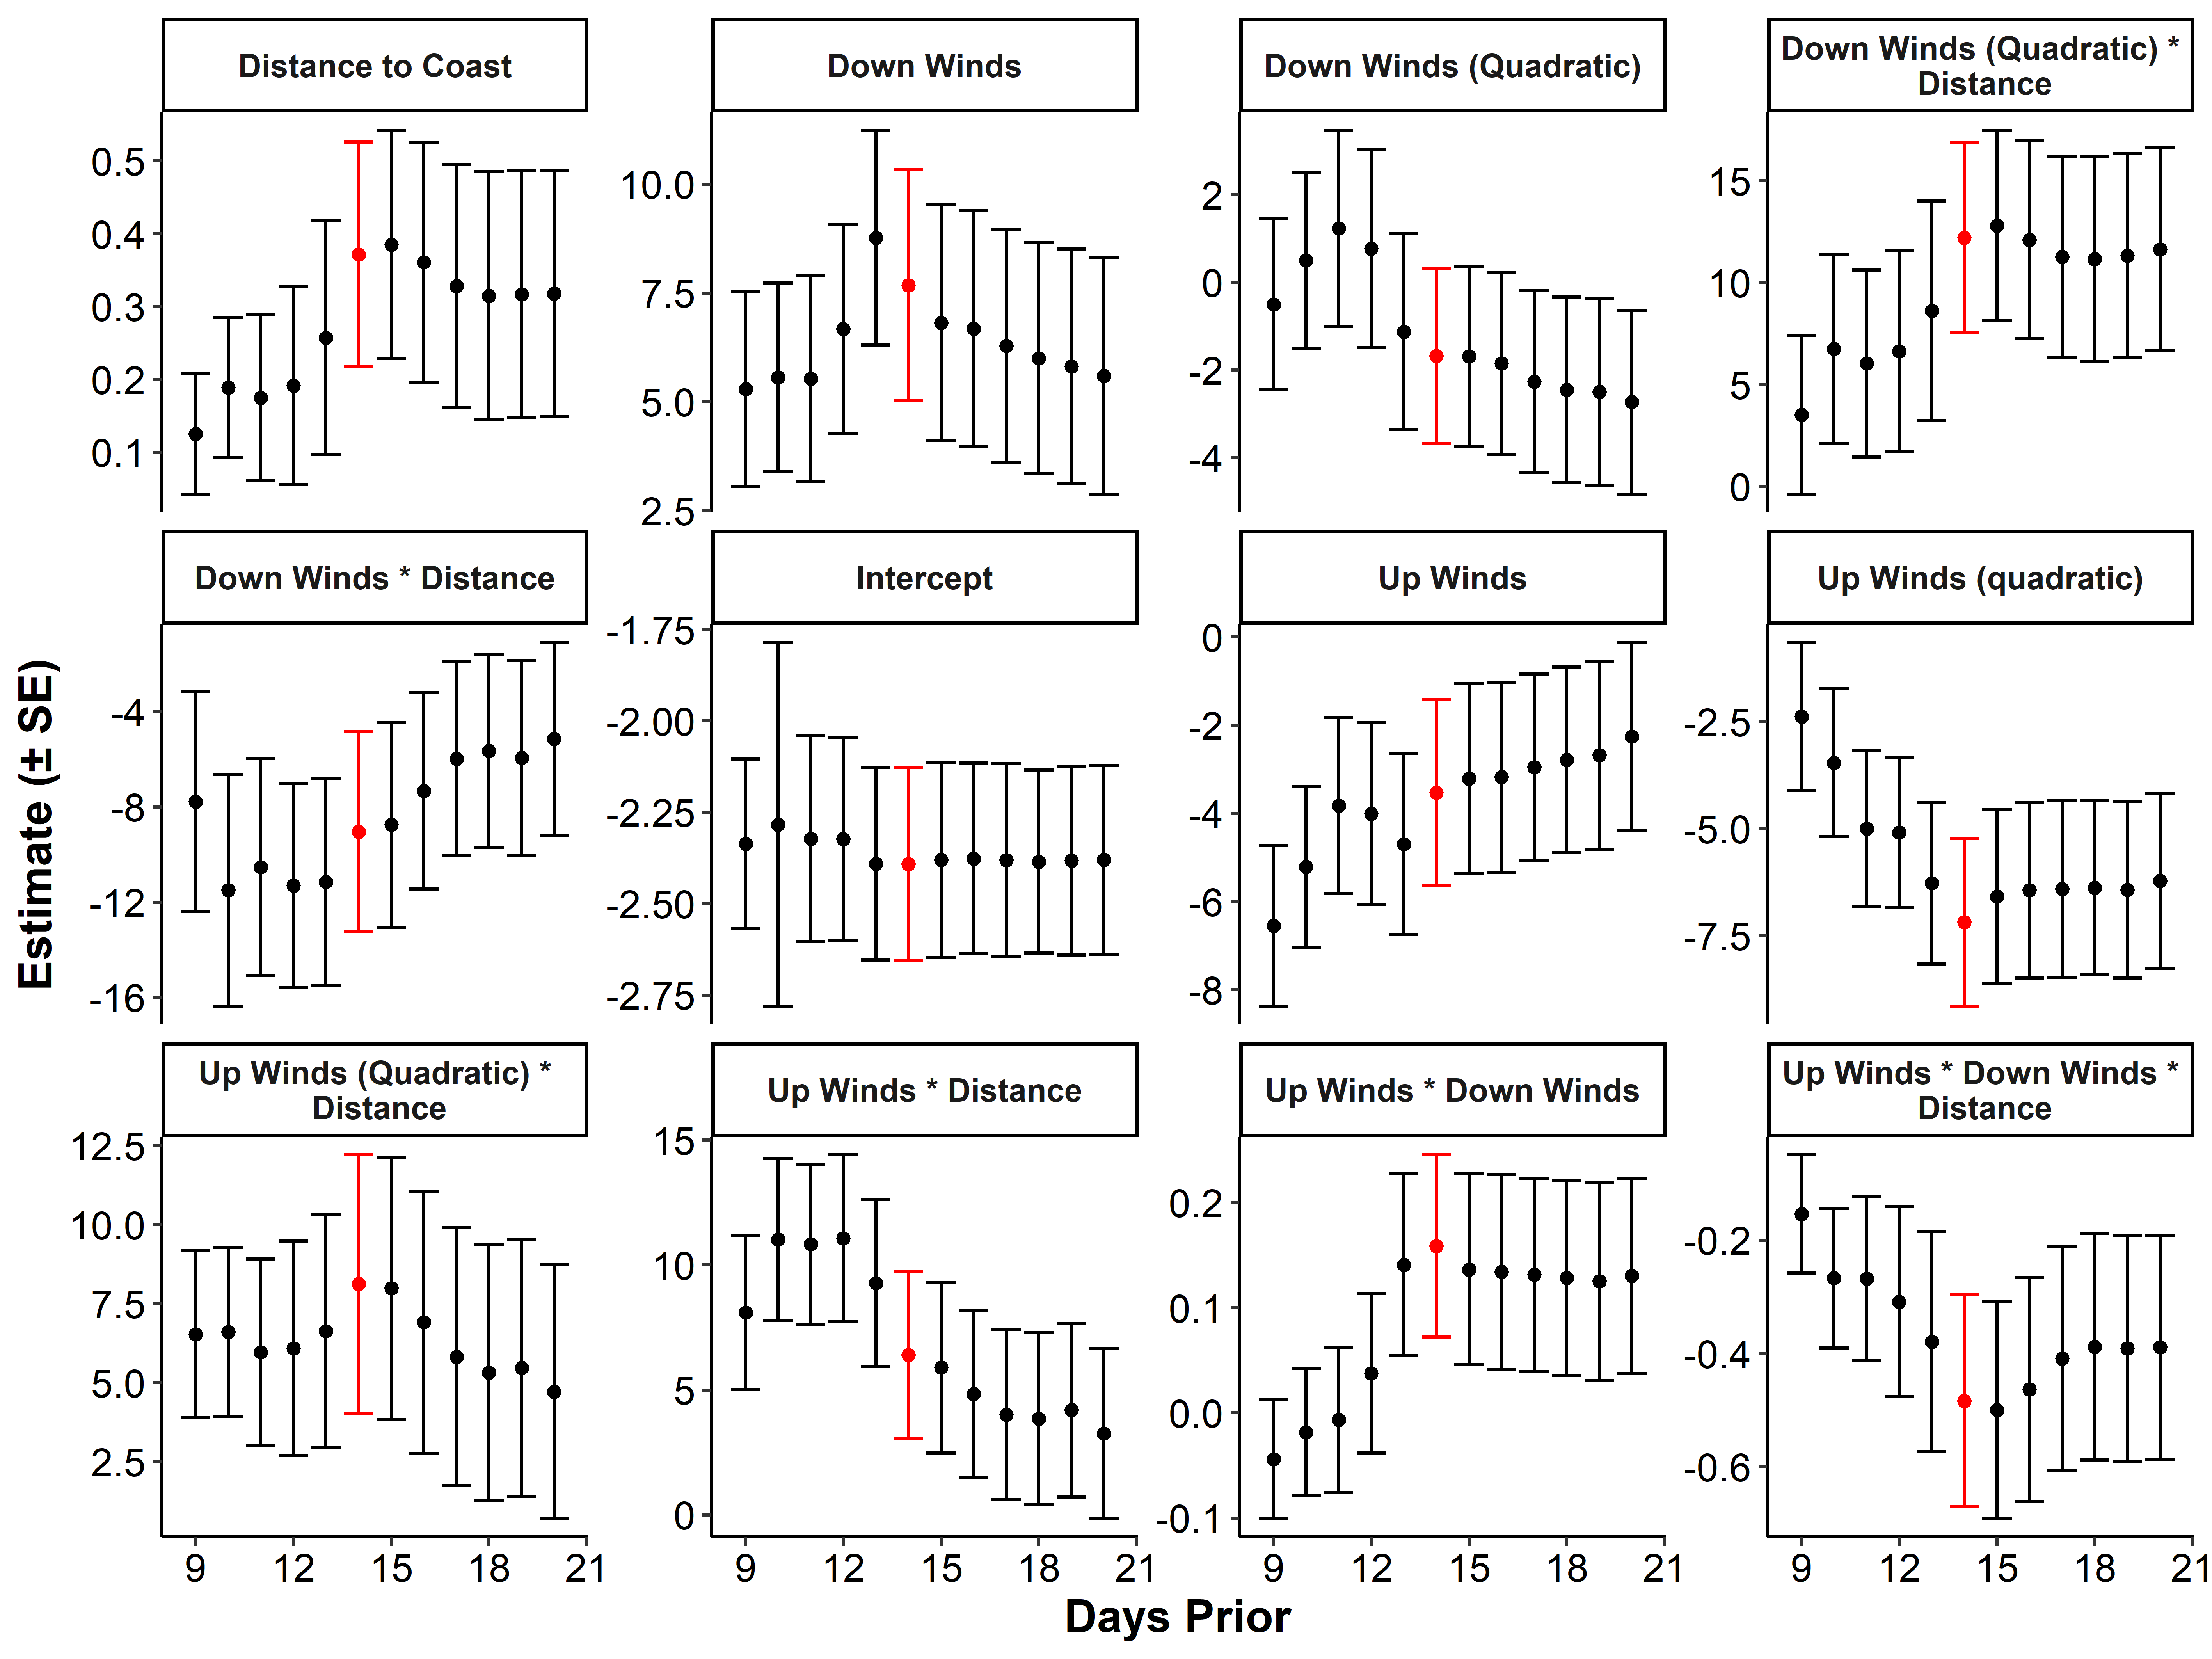 Distance to Coast
Down Winds
Down Winds (Quadratic)
Down Winds (Quadratic) *
Distance
0.5
0.4
0.3
0.2
0.1
10.0
7.5
5.0
2.5
2
0
-2
-4
15
10
5
0
Down Winds * Distance
Intercept
Up Winds
Up Winds (quadratic)
-4
-8
-12
-16
-1.75
-2.00
-2.25
-2.50
-2.75
0
-2
-4
-6
-8
-2.5
-5.0
-7.5
Estimate (± SE)
Up Winds (Quadratic) *
Distance
Up Winds * Distance
Up Winds * Down Winds
Up Winds * Down Winds *
Distance
12.5
10.0
7.5
5.0
2.5
15
10
5
0
0.2
0.1
0.0
-0.1
-0.2
-0.4
-0.6
9 12 15 18 21
9 12 15 18 21
9 12 15 18 21
9 12 15 18 21
Days Prior